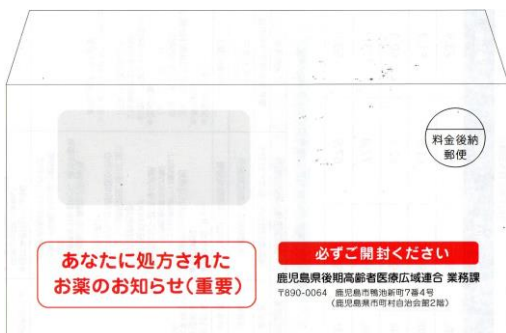 料金後納
郵便
あなたに処方された
お薬のお知らせ(重要)
必ずご開封ください
鹿児島県後期高齢者医療広域連合 業務課
〒890-0064 鹿児島市鴨池新町7番4号
(鹿児島県市町村自治会館2階)